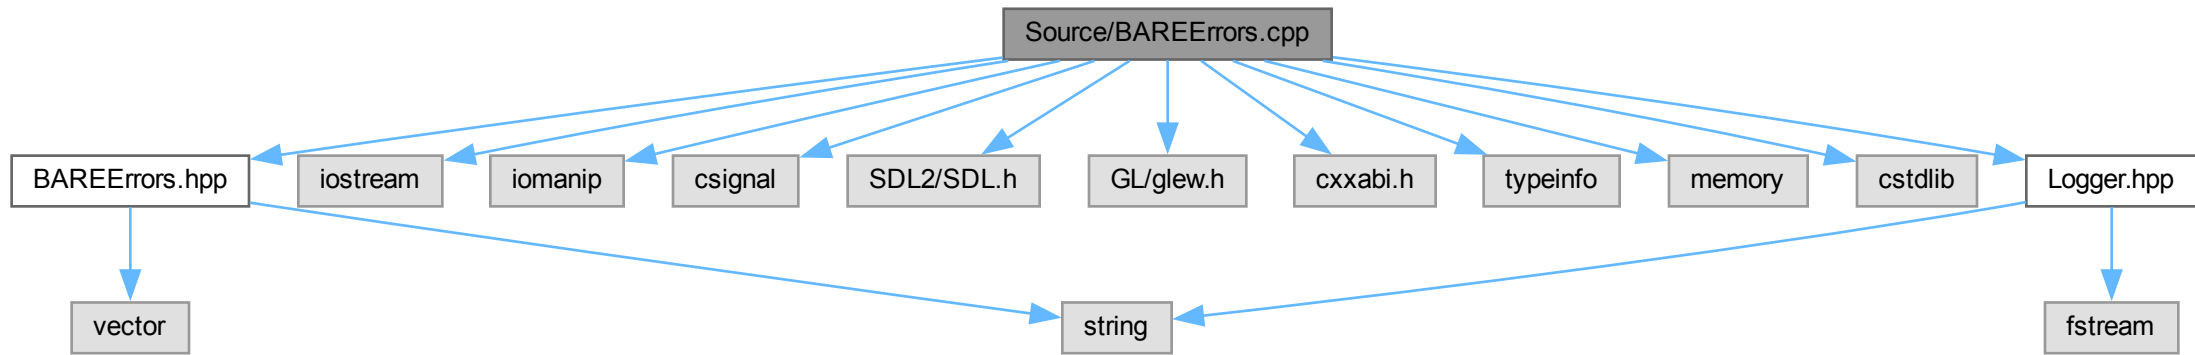 Source/BAREErrors.cpp
BAREErrors.hpp
iostream
iomanip
csignal
SDL2/SDL.h
GL/glew.h
cxxabi.h
typeinfo
memory
cstdlib
Logger.hpp
vector
string
fstream